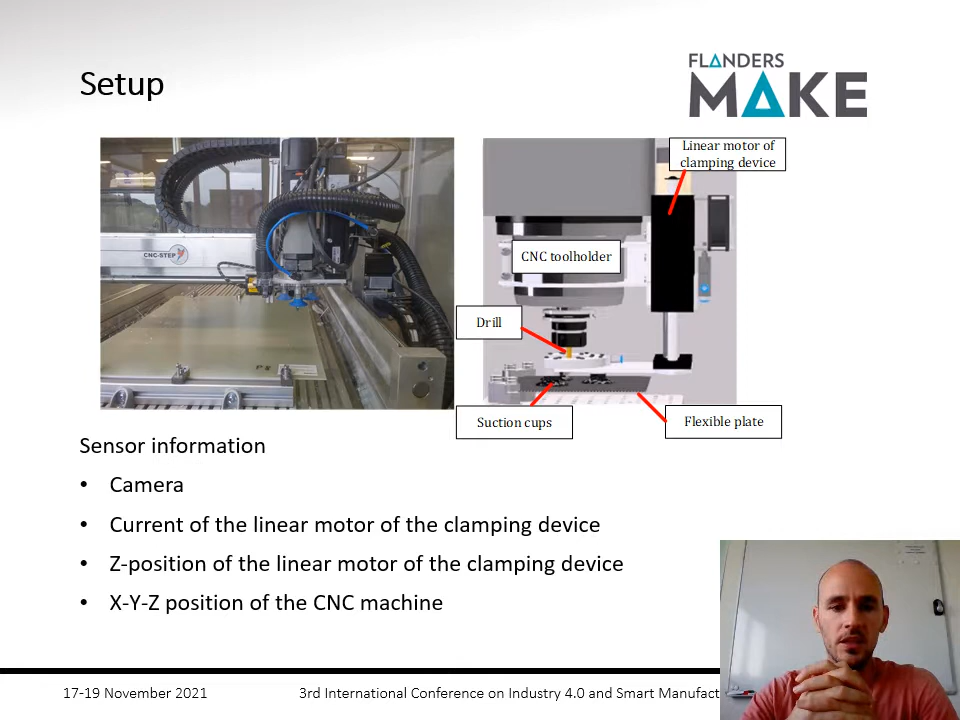 Setup
FLANDERS
MAKE
CNC-STEP
Linear motor of
clamping device
CNC toolholder
Drill
Suction cups
Flexible plate
Sensor information
• Camera
• Current of the linear motor of the clamping device
• Z-position of the linear motor of the clamping device
• X-Y-Z position of the CNC machine
17-19 November 2021
3rd International Conference on Industry 4.0 and Smart Manufact